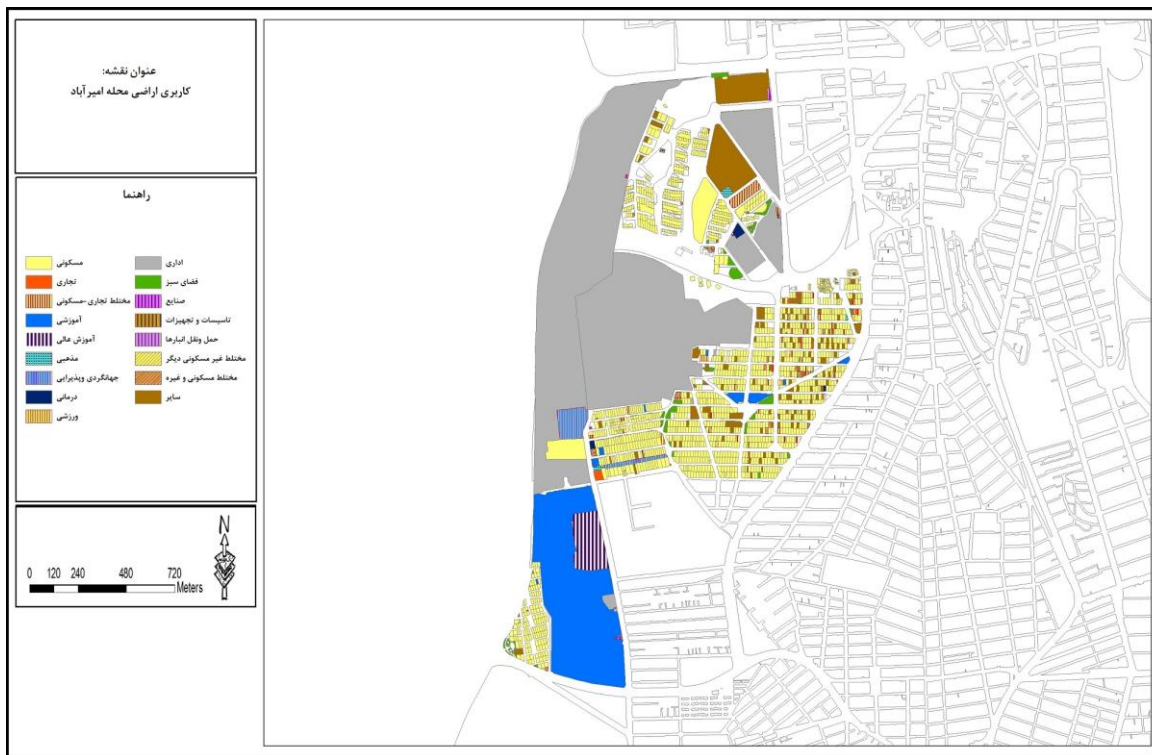 عنوان نقشه:
کاربری اراضی محله امیرآباد
راهنما
مسکونی
تجاری
مختلط تجاری-مسکونی
آموزشی
آموزش عالی
مذهبی
جهانگردی وپذیرایی
درمانی
ورزشی
اداری
فضای سبز
صنایع
تاسیسات و تجهیزات
حمل ونقل انبارها
مختلط غیر مسکونی دیگر
مختلط مسکونی و غیره
سایر
N
0 120 240 480 720
Meters